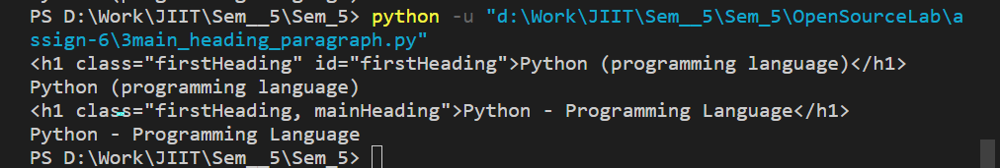 PS D:\Work\JIIT\Sem__5\Sem_5> python -u "d:\Work\JIIT\Sem__5\Sem_5\OpenSourceLab\a
ssign-6\3main_heading_paragraph.py"
<h1 class="firstHeading" id="firstHeading">Python (programming language)</h1>
Python (programming language)
<h1 class="firstHeading, mainHeading">Python - Programming Language</h1>
Python - Programming Language
PS D:\Work\JIIT\Sem__5\Sem_5>